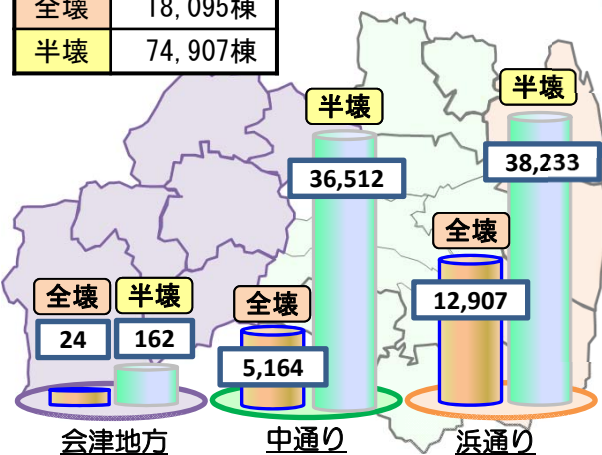 全壊 18,095棟
半壊 74,907棟
半壊
36,512
半壊
38,233
全壊
12,907
全壊
24
半壊
162
全壊
5,164
会津地方
中通り
浜通り